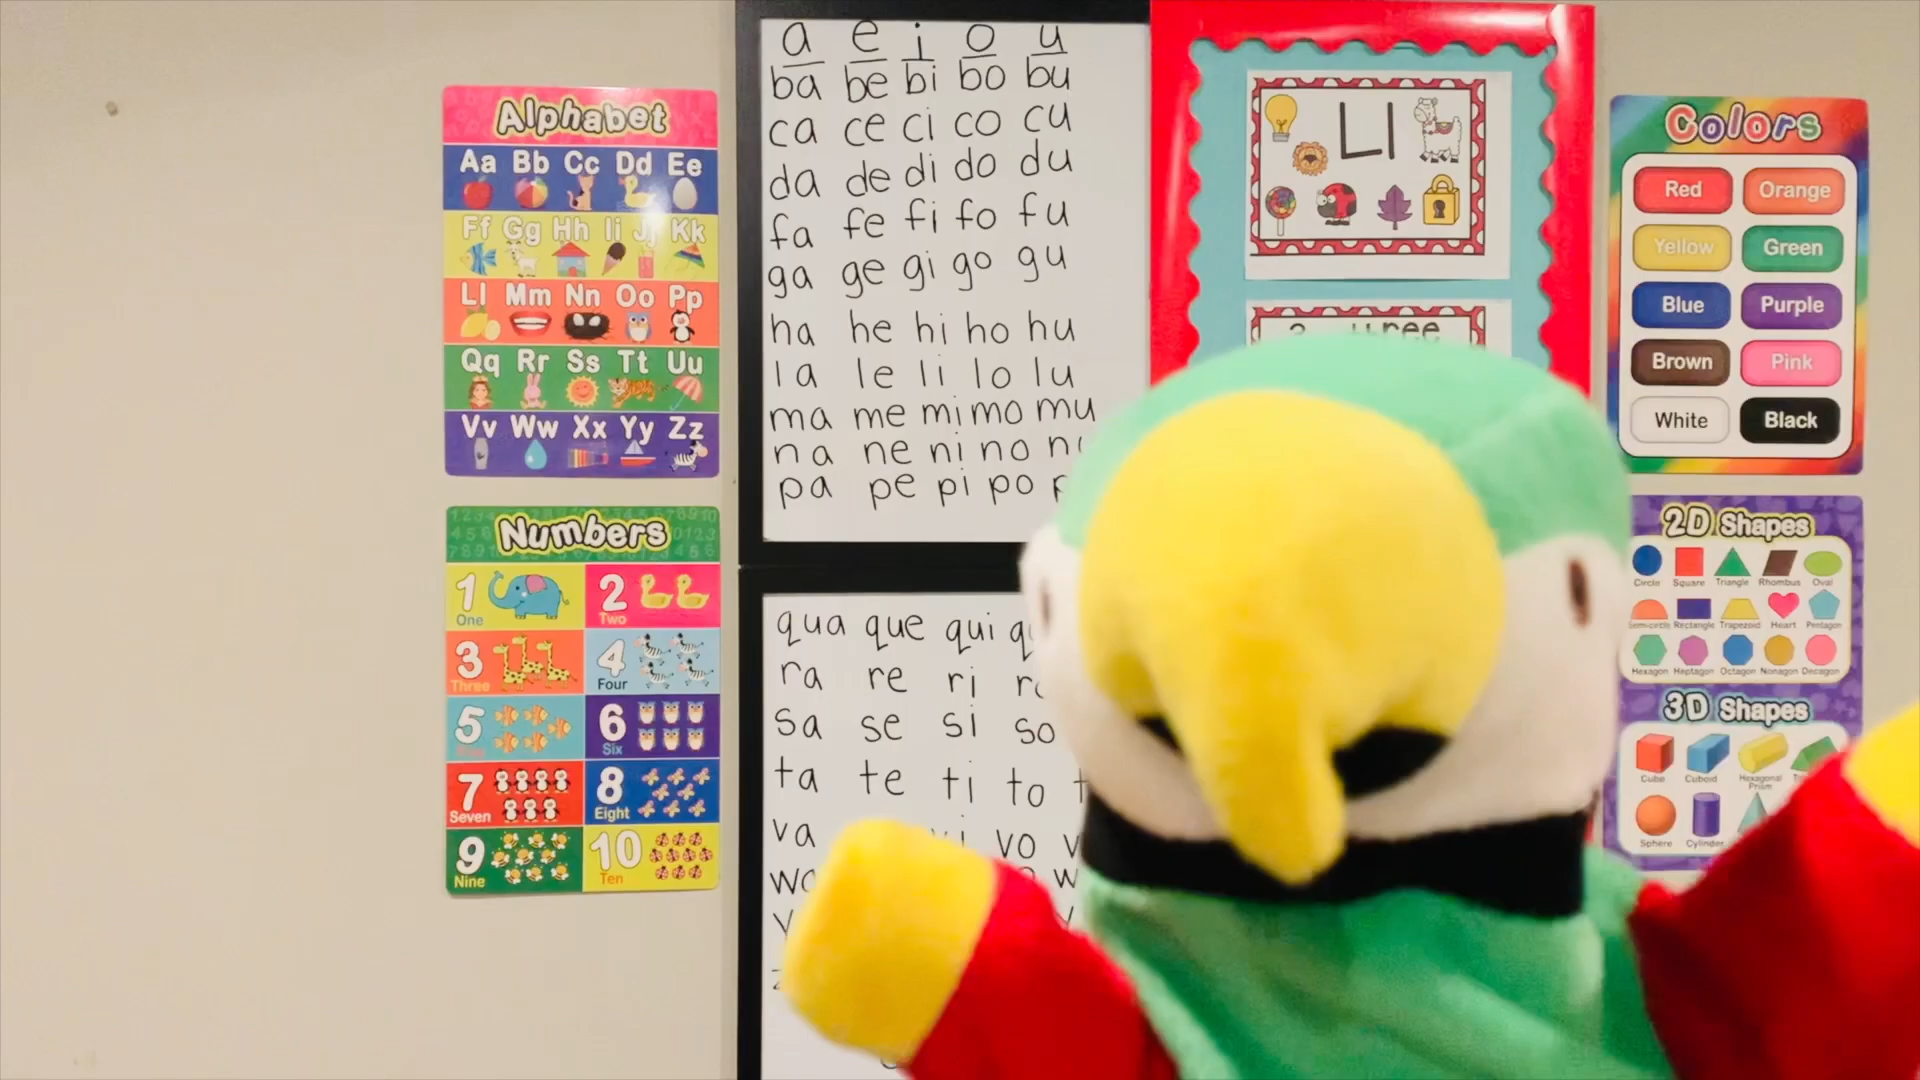 Alphabet
Aa Bb Cc Dd Ee
Ff Gg Hh Ii Jj Kk
Ll Mm Nn Oo Pp
Qq Rr Ss Tt Uu
Vv Ww Xx Yy Zz
Numbers
1 2
One Two
3 4
Three Four
5 6
Six
7 8
Seven Eight
9 10
Nine Ten
a e i o u
ba be bi bo bu
ca ce ci co cu
da de di do du
fa fe fi fo fu
ga ge gi go gu
ha he hi ho hu
la le li lo lu
ma me mi mo mu
na ne ni no
pa pe pi po
qua que qui
ra re ri
sa se si so
ta te ti to
va vo
Ll
Colors
Red Orange
Yellow Green
Blue Purple
Brown Pink
White Black
2D Shapes
Circle Square Triangle Rhombus Oval
Semicircle Rectangle Trapezoid Heart Pentagon
Hexagon Heptagon Octagon Nonagon Decagon
3D Shapes
Cube Cuboid Hexagonal
Prism
Sphere Cylinder